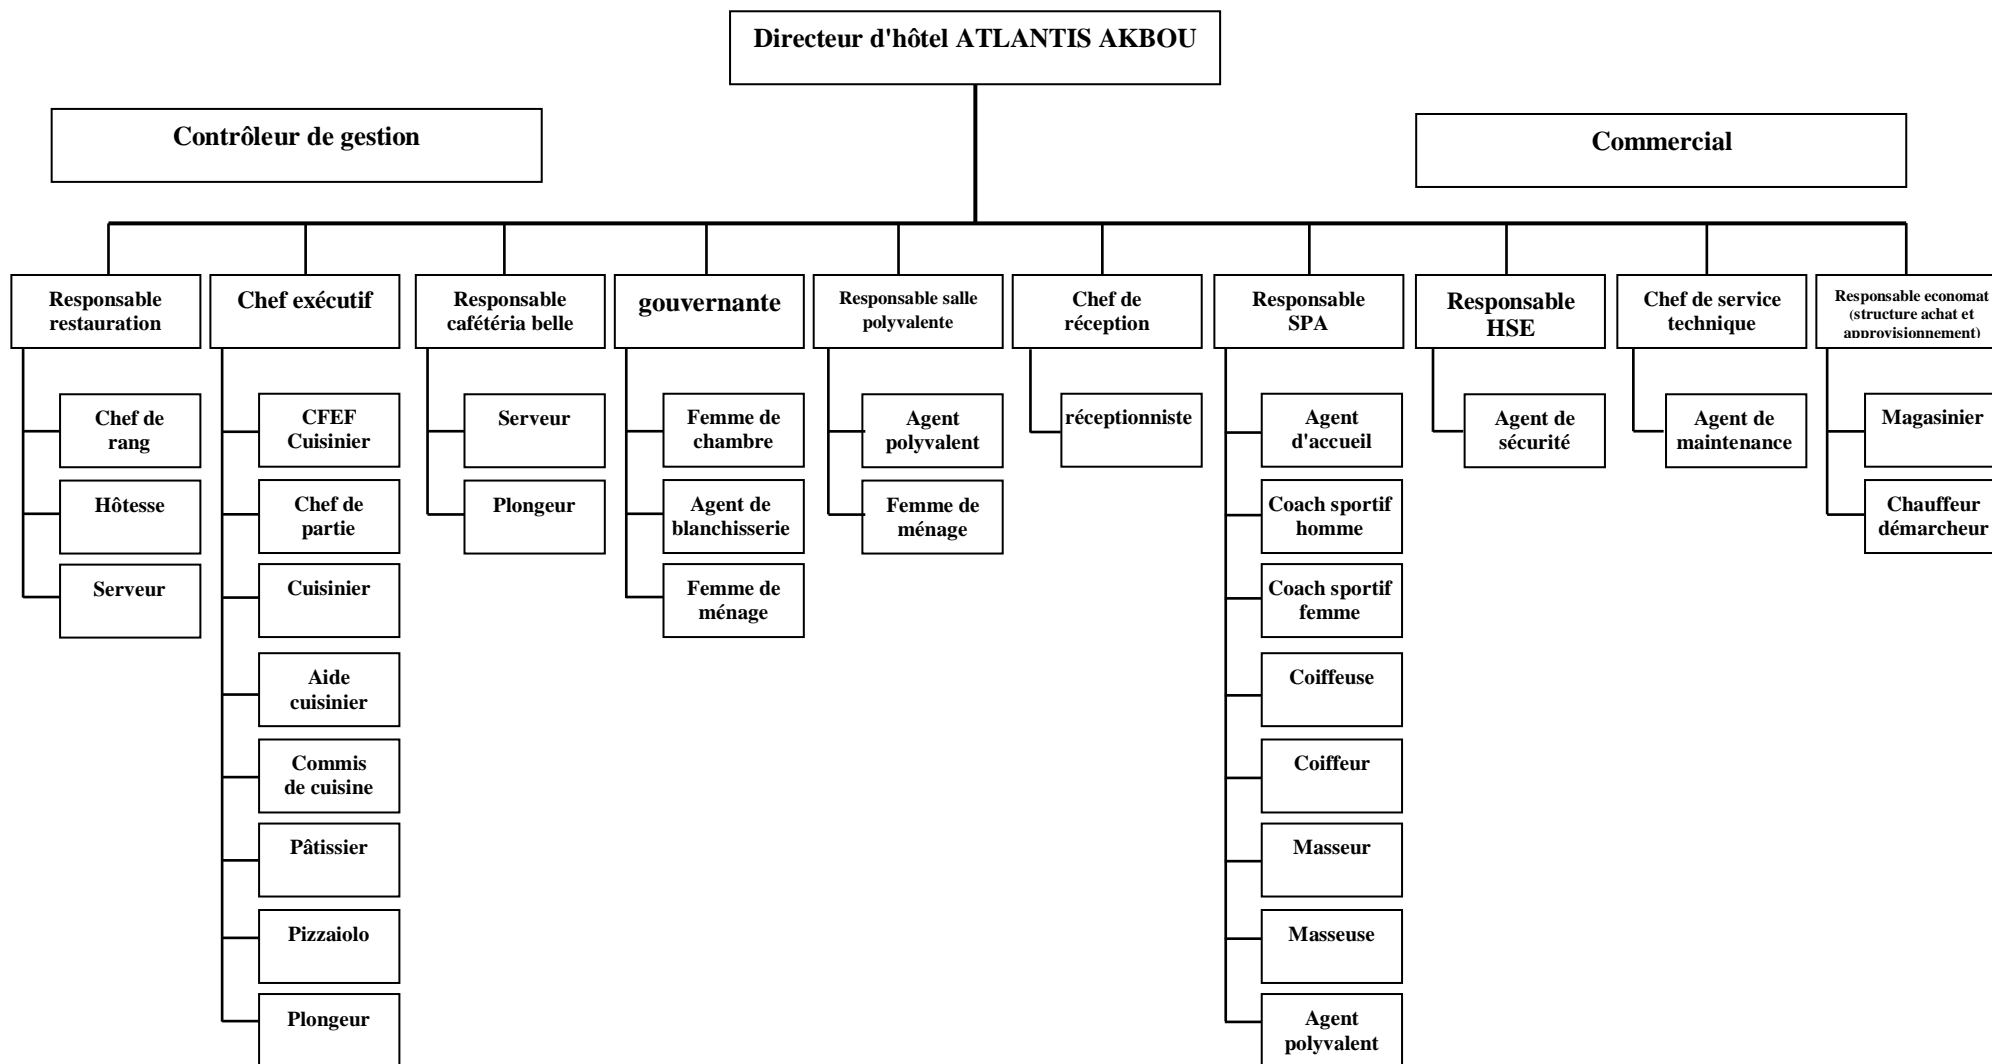 Directeur d'hôtel ATLANTIS AKBOU
Contrôleur de gestion
Commercial
Responsable
restauration
Chef exécutif
Responsable
cafétéria belle
gouvernante
Responsable salle
polyvalente
Chef de
réception
Responsable
SPA
Responsable
HSE
Chef de service
technique
Responsable economat
(structure achat et
approvisionnement)
Chef de
rang
Hôtesse
Serveur
CFEF
Cuisinier
Chef de
partie
Cuisinier
Aide
cuisinier
Commis
de cuisine
Pâtissier
Pizzaiolo
Plongeur
Serveur
Plongeur
Femme de
chambre
Agent de
blanchisserie
Femme de
ménage
Agent
polyvalent
Femme de
ménage
réceptionniste
Agent
d'accueil
Coach sportif
homme
Coach sportif
femme
Coiffeuse
Coiffeur
Masseur
Masseuse
Agent
polyvalent
Agent de
sécurité
Agent de
maintenance
Magasinier
Chauffeur
démarcheur